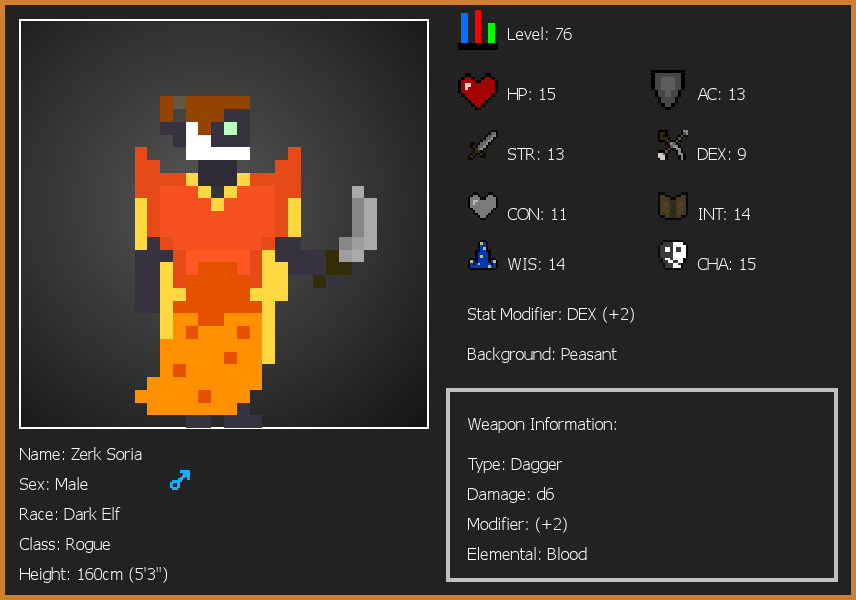 Level: 76
HP: 15
AC: 13
STR: 13
DEX: 9
CON: 11
INT: 14
WIS: 14
CHA: 15
Stat Modifier: DEX (+2)
Background: Peasant
Weapon Information:
Type: Dagger
Damage: d6
Modifier: (+2)
Elemental: Blood
Name: Zerk Soria
Sex: Male
Race: Dark Elf
Class: Rogue
Height: 160cm (5'3")